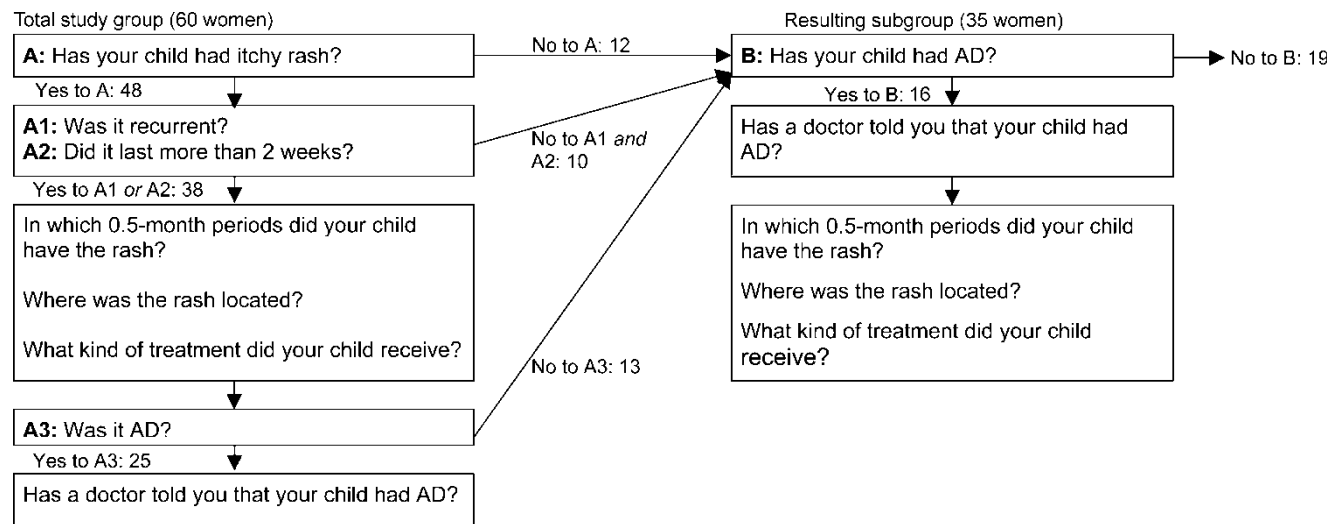 Total study group (60 women)
A: Has your child had itchy rash?
Yes to A: 48
A1: Was it recurrent?
A2: Did it last more than 2 weeks?
Yes to A1 or A2: 38
In which 0.5-month periods did your child
have the rash?
Where was the rash located?
What kind of treatment did your child receive?
A3: Was it AD?
Yes to A3: 25
Has a doctor told you that your child had AD?
No to A: 12
No to A1 and
A2: 10
No to A3: 13
Resulting subgroup (35 women)
B: Has your child had AD?
No to B: 19
Yes to B: 16
Has a doctor told you that your child had
AD?
In which 0.5-month periods did your child
have the rash?
Where was the rash located?
What kind of treatment did your child
receive?